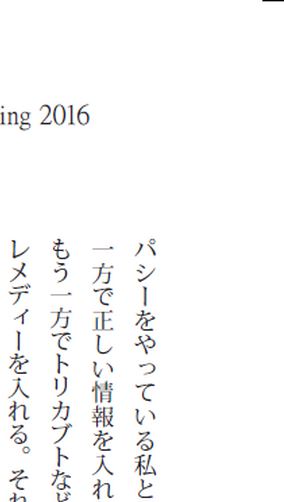 ing 2016
パシーをやっている私と
一方で正しい情報を入れ
もう一方でトリカブトなど
レメディーを入れる。それ